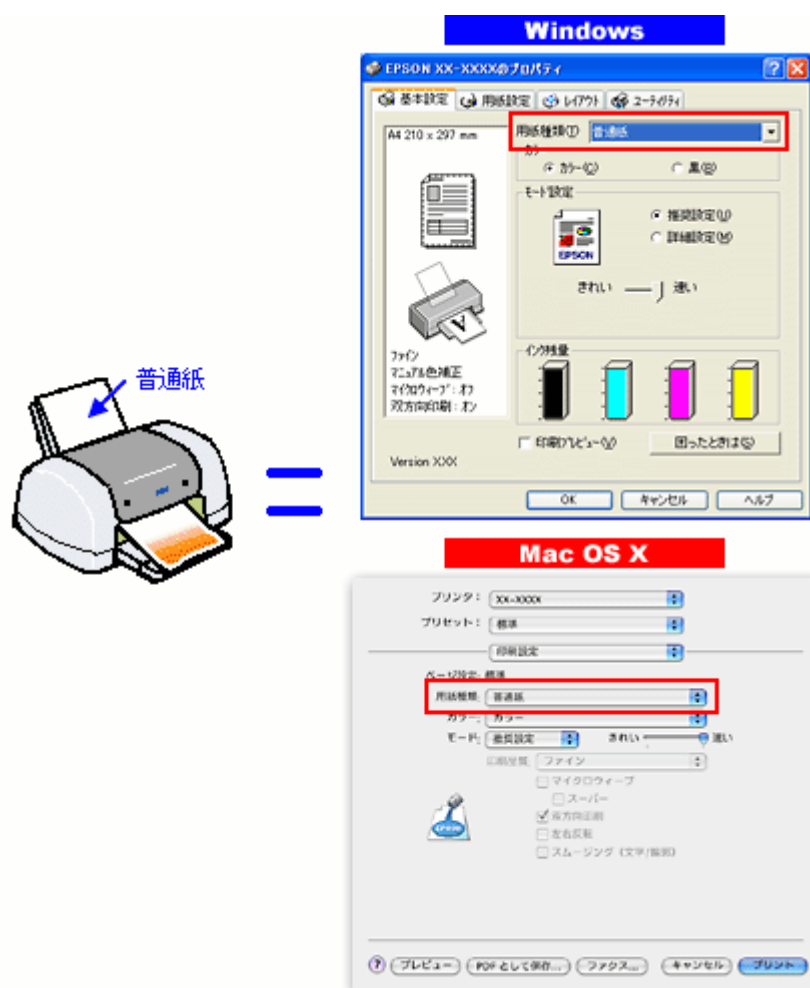 Windows
EPSON XX-XXXXのプロパティ
基本設定 用紙設定 レイアウト ユーティリティ
A4 210 x 297 mm
用紙種類(T) 普通紙
カラー
カラー(C) 黒(B)
モード設定
推奨設定(U)
詳細設定(M)
EPSON
きれい 速い
ファイン
マニュアル色補正
マイクロウィーブ：オフ
双方向印刷：オン
インク残量
印刷プレビュー(V) 困ったときは(S)
Version XXX
OK キャンセル ヘルプ
普通紙
Mac OS X
プリンタ： XX-XXXX
プリセット： 標準
印刷設定
ページ設定: 標準
用紙種類: 普通紙
カラー: カラー
モード: 推奨設定 きれい 速い
印刷品質: ファイン
マイクロウィーブ
スーパー
双方向印刷
左右反転
スムージング (文字/輪郭)
EPSON
? プレビュー PDF として保存... ファクス... キャンセル プリント